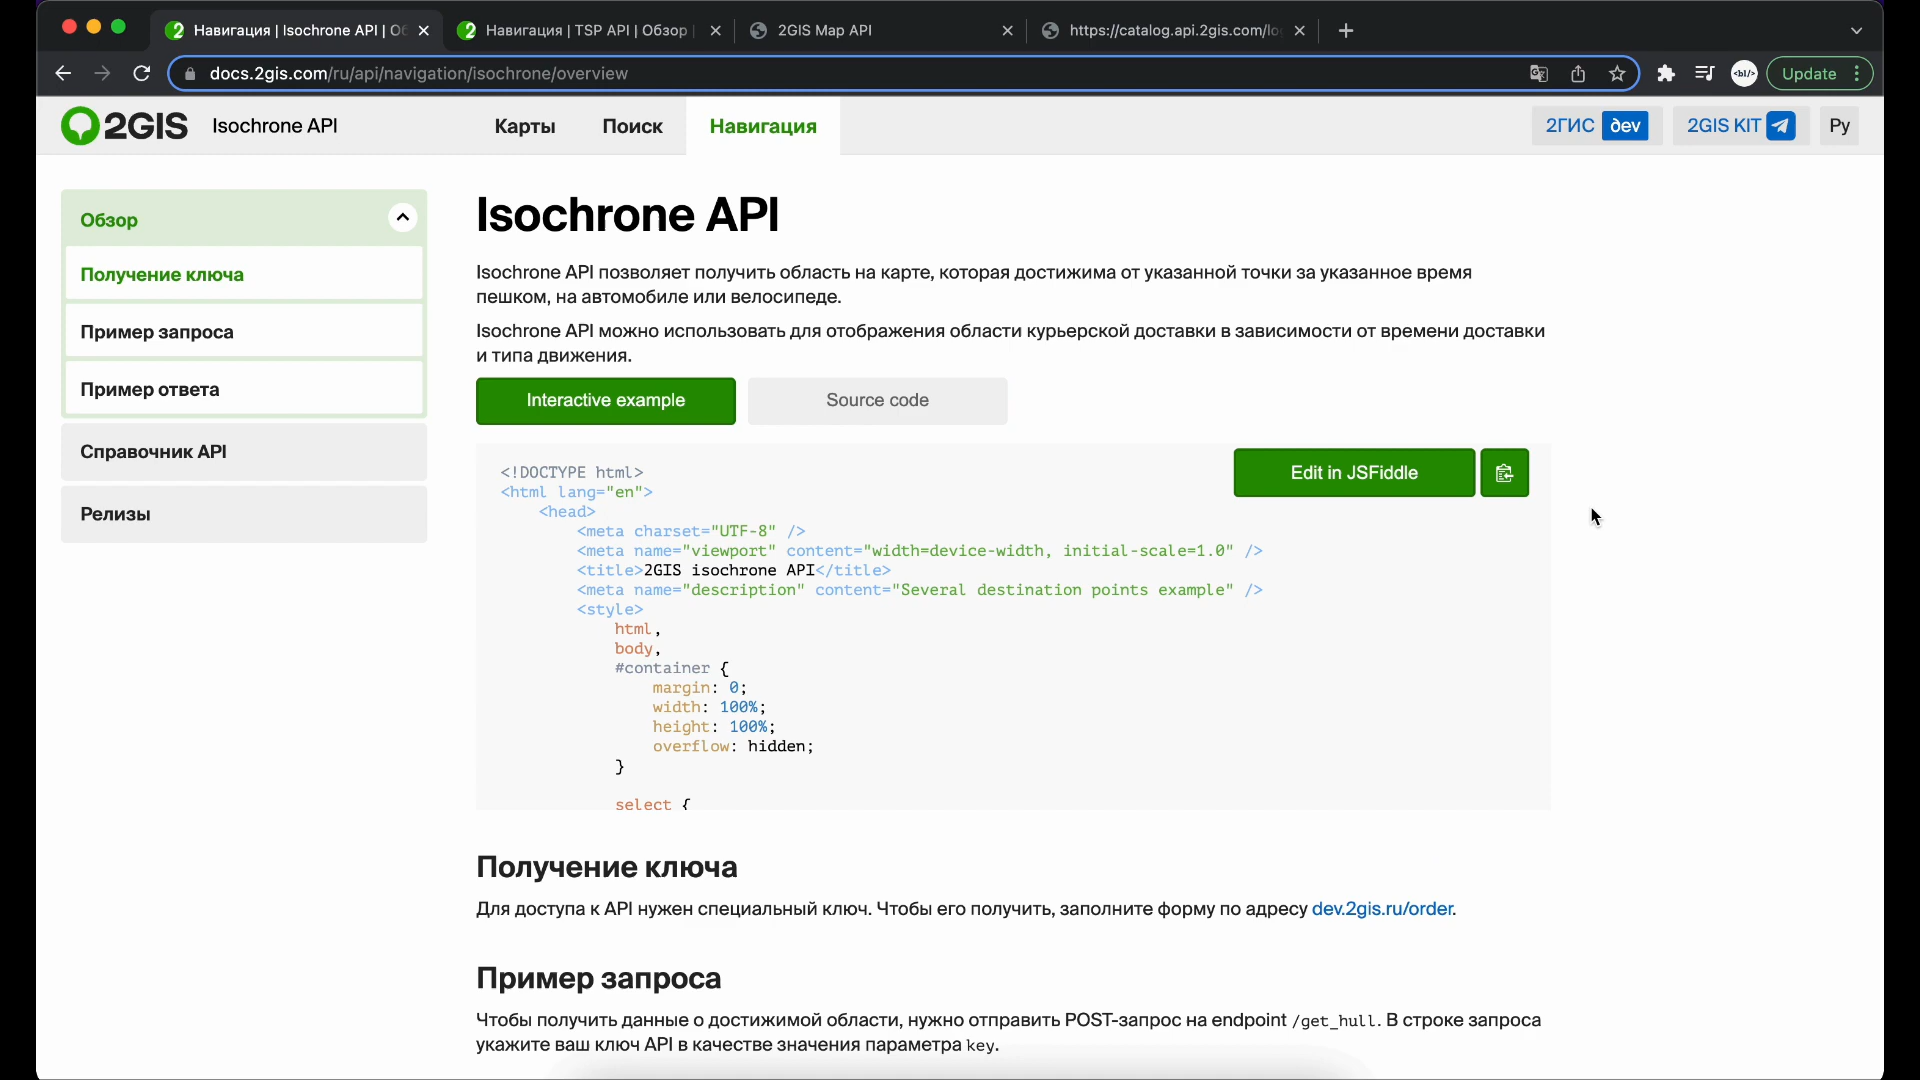 Навигация | Isochrone API | Об
Навигация | TSP API | Обзор |
2GIS Map API
https://catalog.api.2gis.com/lo
docs.2gis.com/ru/api/navigation/isochrone/overview
Update
2GIS
Isochrone API
Карты
Поиск
Навигация
2ГИС dev
2GIS KIT
Ру
Обзор
Получение ключа
Пример запроса
Пример ответа
Справочник API
Релизы
Isochrone API
Isochrone API позволяет получить область на карте, которая достижима от указанной точки за указанное время
пешком, на автомобиле или велосипеде.
Isochrone API можно использовать для отображения области курьерской доставки в зависимости от времени доставки
и типа движения.
Interactive example
Source code
Edit in JSFiddle
<!DOCTYPE html>
<html lang="en">
<head>
<meta charset="UTF-8" />
<meta name="viewport" content="width=device-width, initial-scale=1.0" />
<title>2GIS isochrone API</title>
<meta name="description" content="Several destination points example" />
<style>
html,
body,
#container {
margin: 0;
width: 100%;
height: 100%;
overflow: hidden;
}
select {
Получение ключа
Для доступа к API нужен специальный ключ. Чтобы его получить, заполните форму по адресу dev.2gis.ru/order.
Пример запроса
Чтобы получить данные о достижимой области, нужно отправить POST-запрос на endpoint /get_hull. В строке запроса
укажите ваш ключ API в качестве значения параметра key.